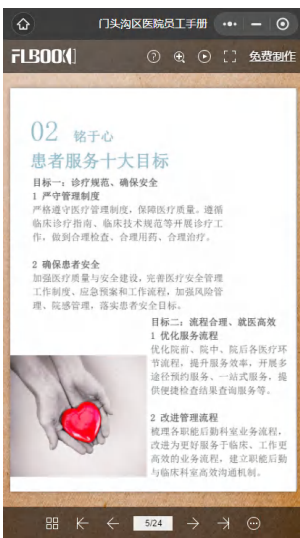 门头沟区医院员工手册
FLBOOK
免费制作
02 铭于心
患者服务十大目标
目标一：诊疗规范、确保安全
1 严守管理制度
严格遵守医疗管理制度，保障医疗质量。遵循
临床诊疗指南、临床技术规范等开展诊疗工
作，做到合理检查、合理用药、合理治疗。
2 确保患者安全
加强医疗质量与安全建设，完善医疗安全管理
工作制度、应急预案和工作流程，加强风险管
理、院感管理，落实患者安全目标。
目标二：流程合理、就医高效
1 优化服务流程
优化院前、院中、院后各医疗环
节流程，提升服务效率，开展多
途径预约服务、一站式服务，提
供便捷检查结果查询服务等。
2 改进管理流程
梳理各职能后勤科室业务流程，
改进为更好服务于临床、工作更
高效的业务流程，建立职能后勤
与临床科室高效沟通机制。
5/24